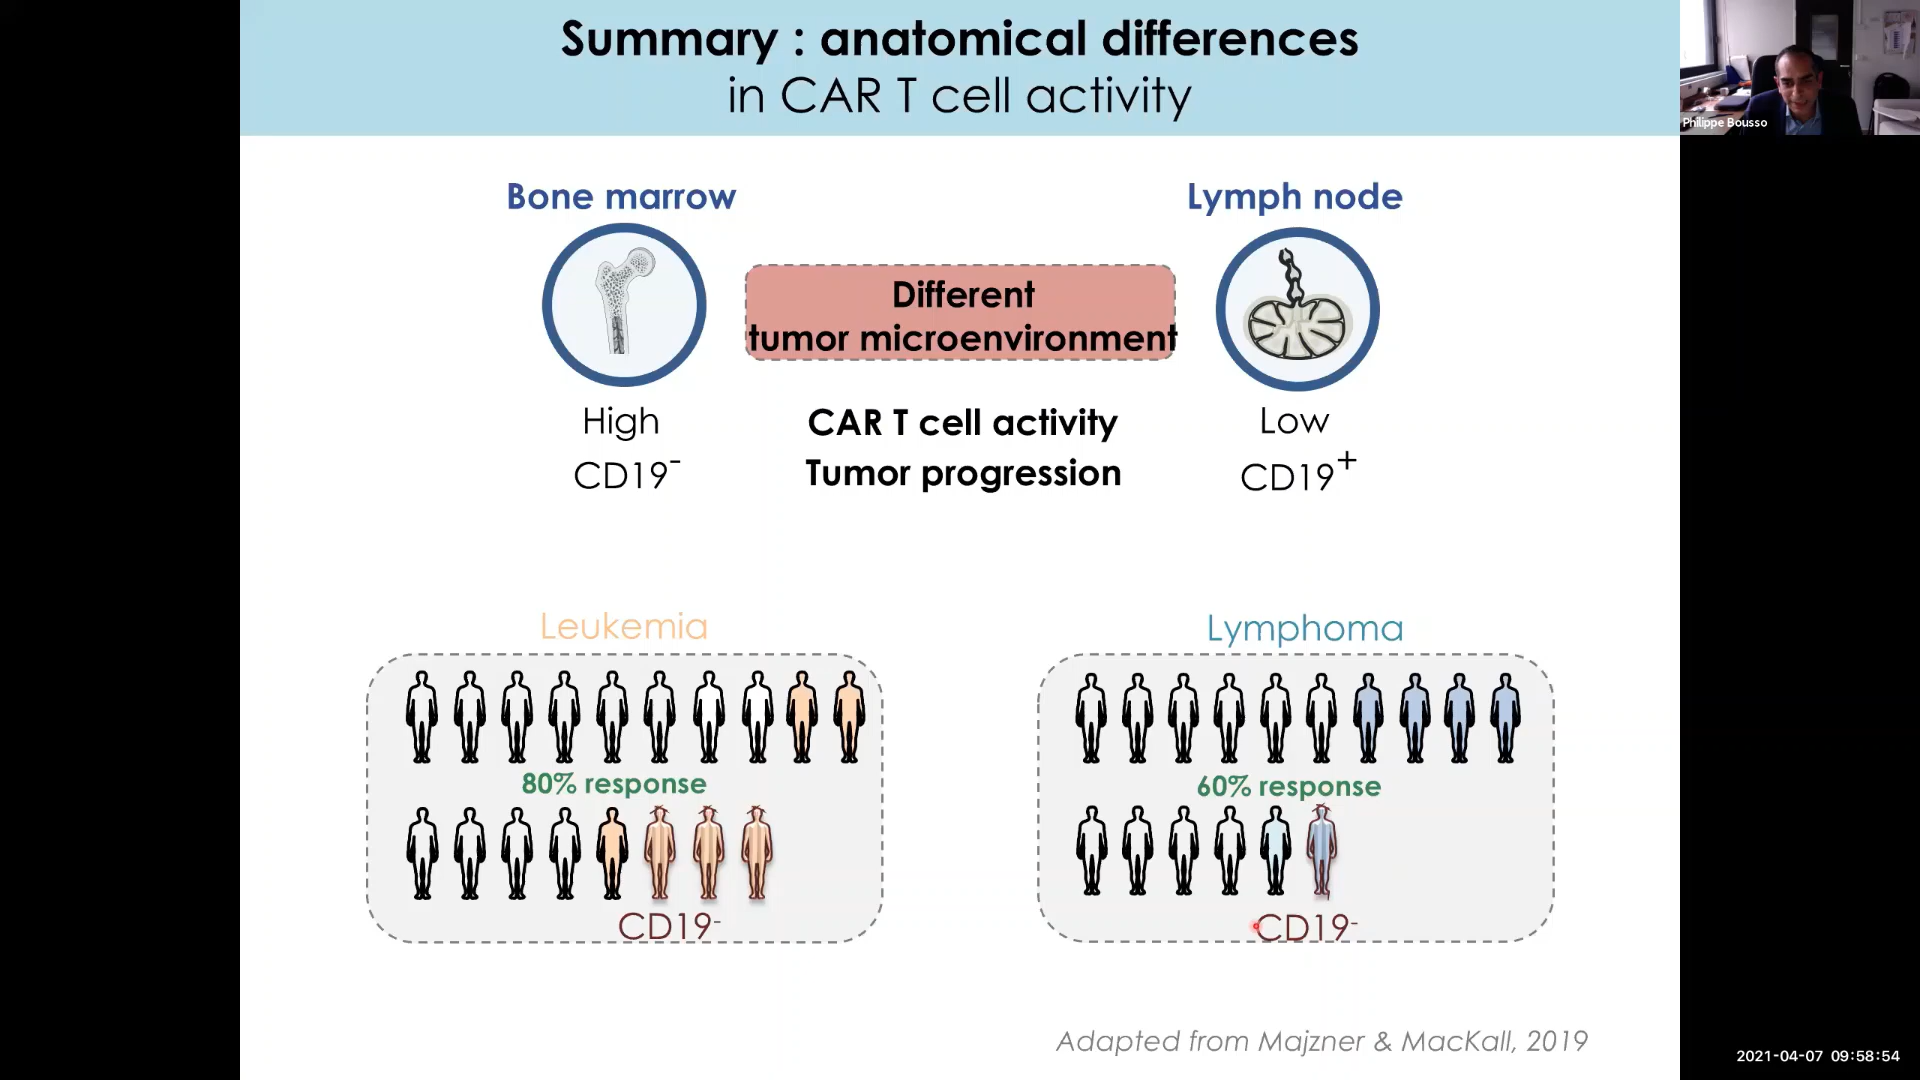 Summary : anatomical differences
in CAR T cell activity
Philippe Bousso
Bone marrow
Lymph node
Different
tumor microenvironment
High
CAR T cell activity
Low
CD19⁻
Tumor progression
CD19⁺
Leukemia
Lymphoma
80% response
60% response
CD19⁻
CD19⁻
Adapted from Majzner & MacKall, 2019
2021-04-07 09:58:54